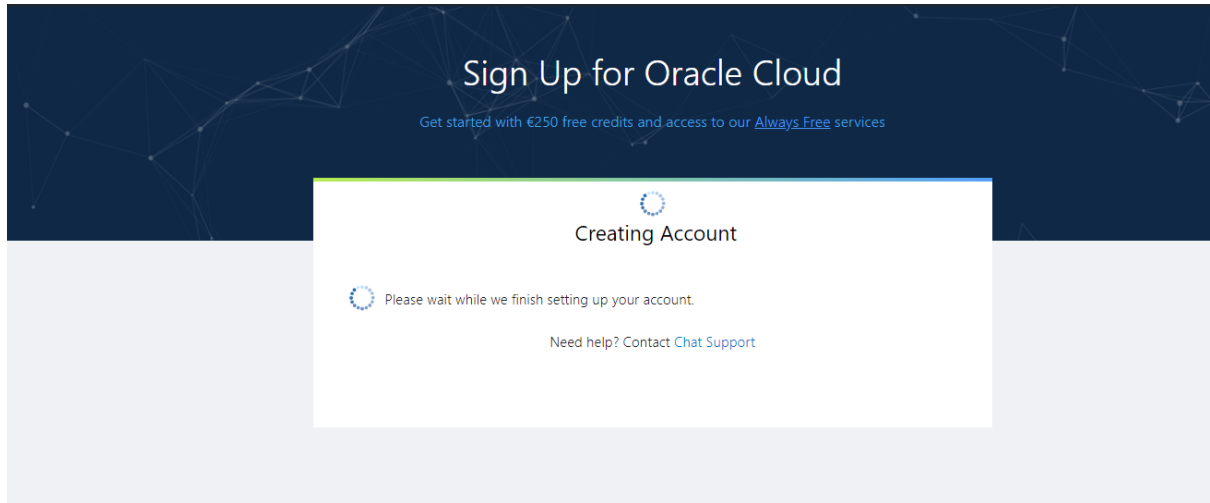 Sign Up for Oracle Cloud
Get started with €250 free credits and access to our Always Free services
Creating Account
Please wait while we finish setting up your account.
Need help? Contact Chat Support